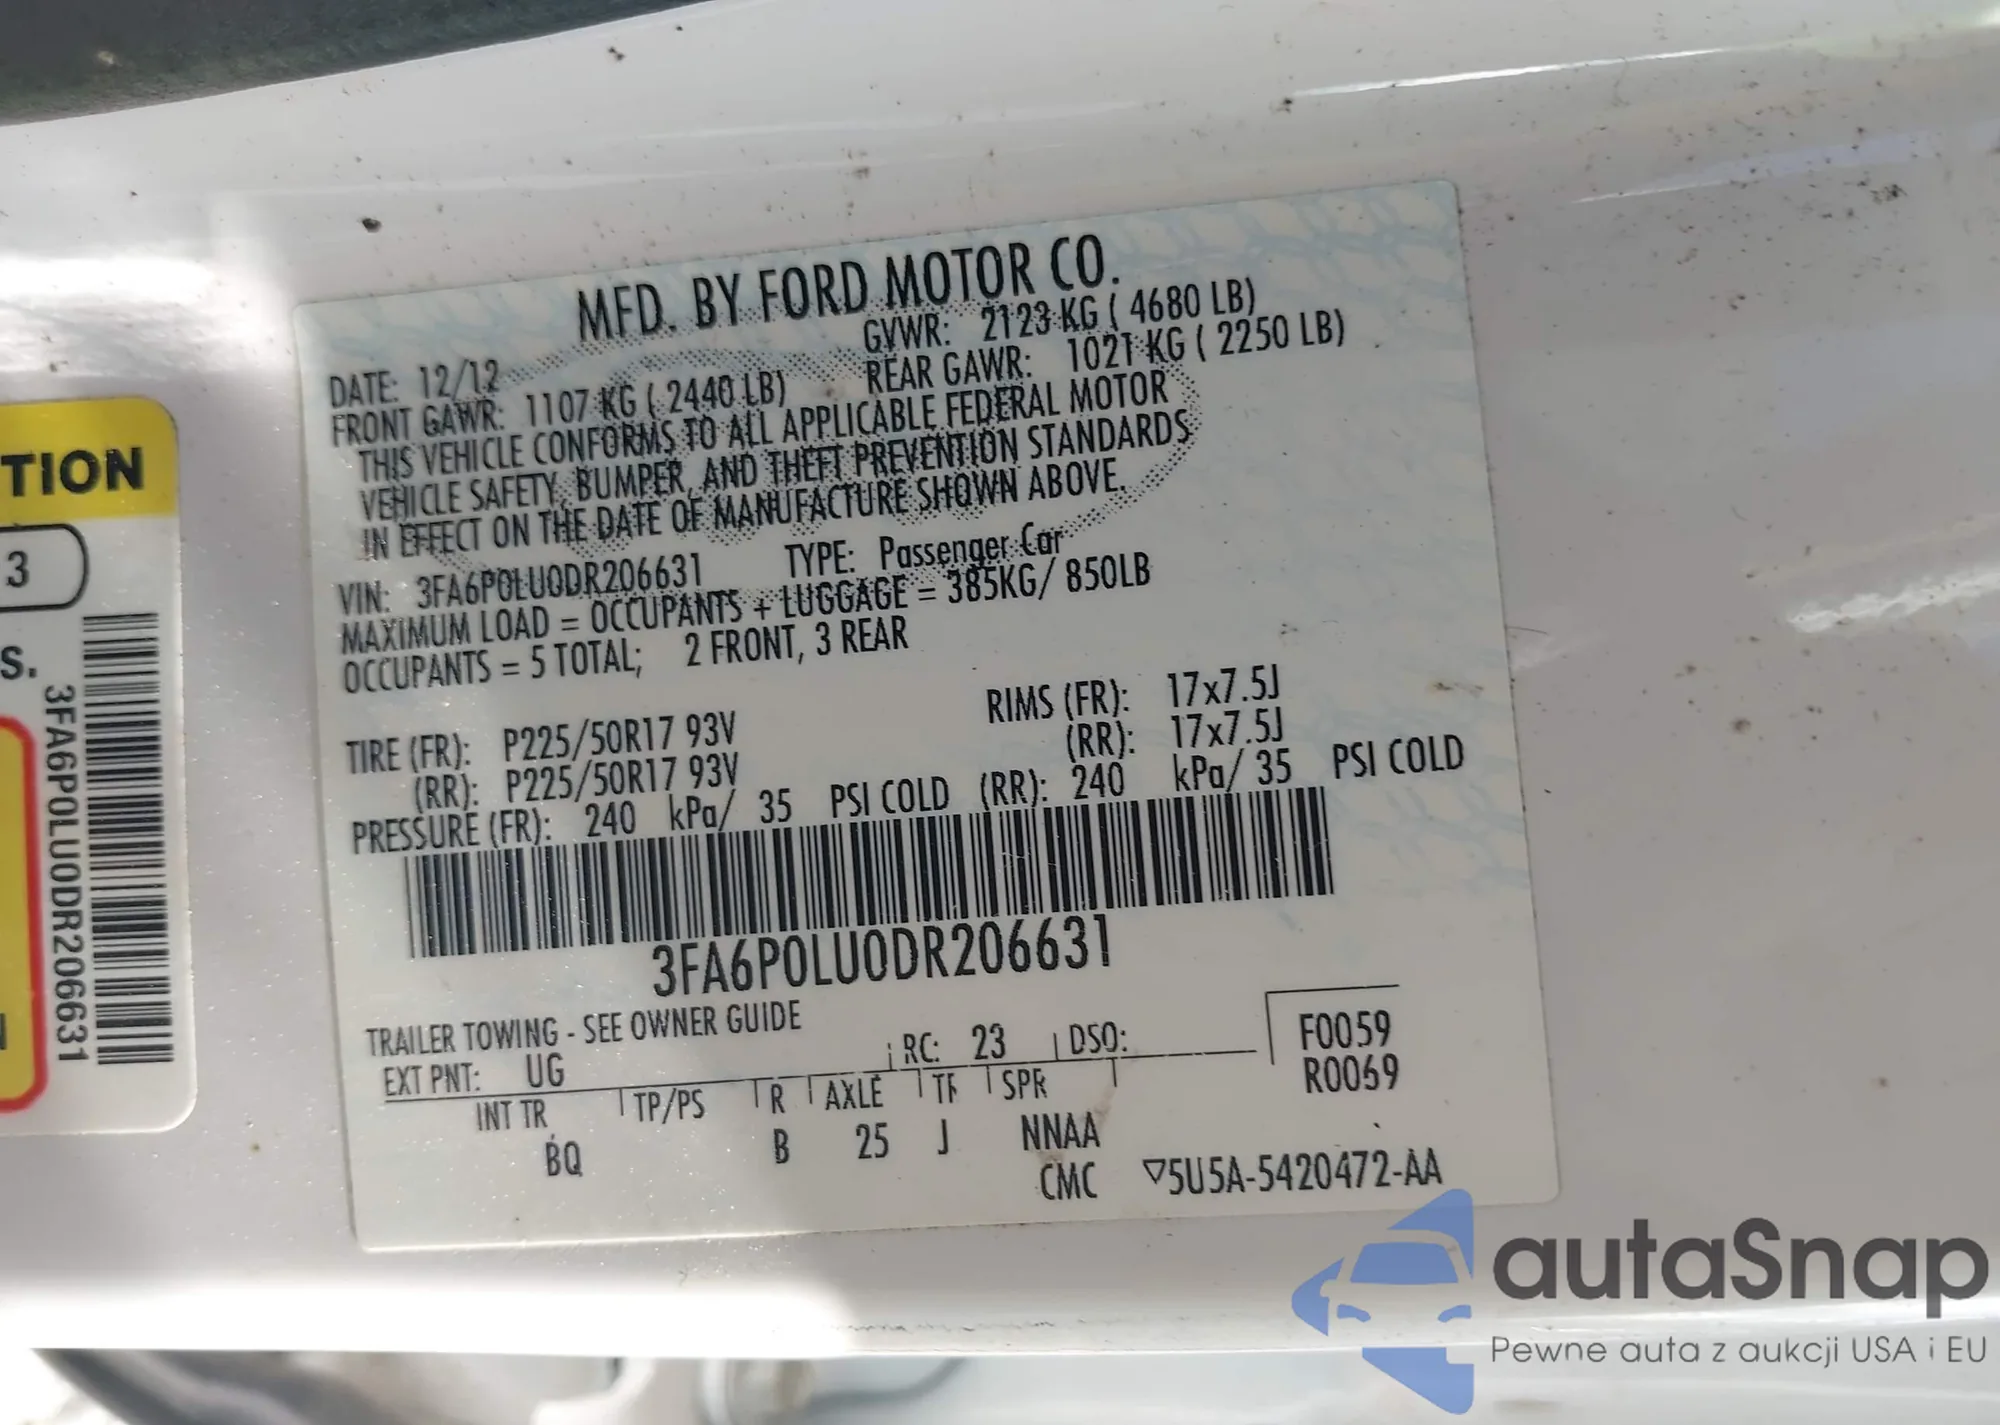 MFD. BY FORD MOTOR CO.
DATE: 12/12 GVWR: 2123 KG ( 4680 LB)
FRONT GAWR: 1107 KG ( 2440 LB) REAR GAWR: 1021 KG ( 2250 LB)
THIS VEHICLE CONFORMS TO ALL APPLICABLE FEDERAL MOTOR
VEHICLE SAFETY, BUMPER, AND THEFT PREVENTION STANDARDS
IN EFFECT ON THE DATE OF MANUFACTURE SHOWN ABOVE.
VIN: 3FA6P0LU0DR206631 TYPE: Passenger Car
MAXIMUM LOAD = OCCUPANTS + LUGGAGE = 385KG/ 850LB
OCCUPANTS = 5 TOTAL; 2 FRONT, 3 REAR
TIRE (FR): P225/50R17 93V RIMS (FR): 17x7.5J
(RR): P225/50R17 93V (RR): 17x7.5J
PRESSURE (FR): 240 kPa/ 35 PSI COLD (RR): 240 kPa/ 35 PSI COLD
3FA6P0LU0DR206631
TRAILER TOWING - SEE OWNER GUIDE
EXT PNT: UG RC: 23 DSO:
F0059
R0069
INT TR TP/PS R AXLE TR SPR
BQ B 25 J NNAA
CMC ▽5U5A-5420472-AA
TION
3
S.
3FA6P0LU0DR206631
autaSnap
Pewne auta z aukcji USA i EU